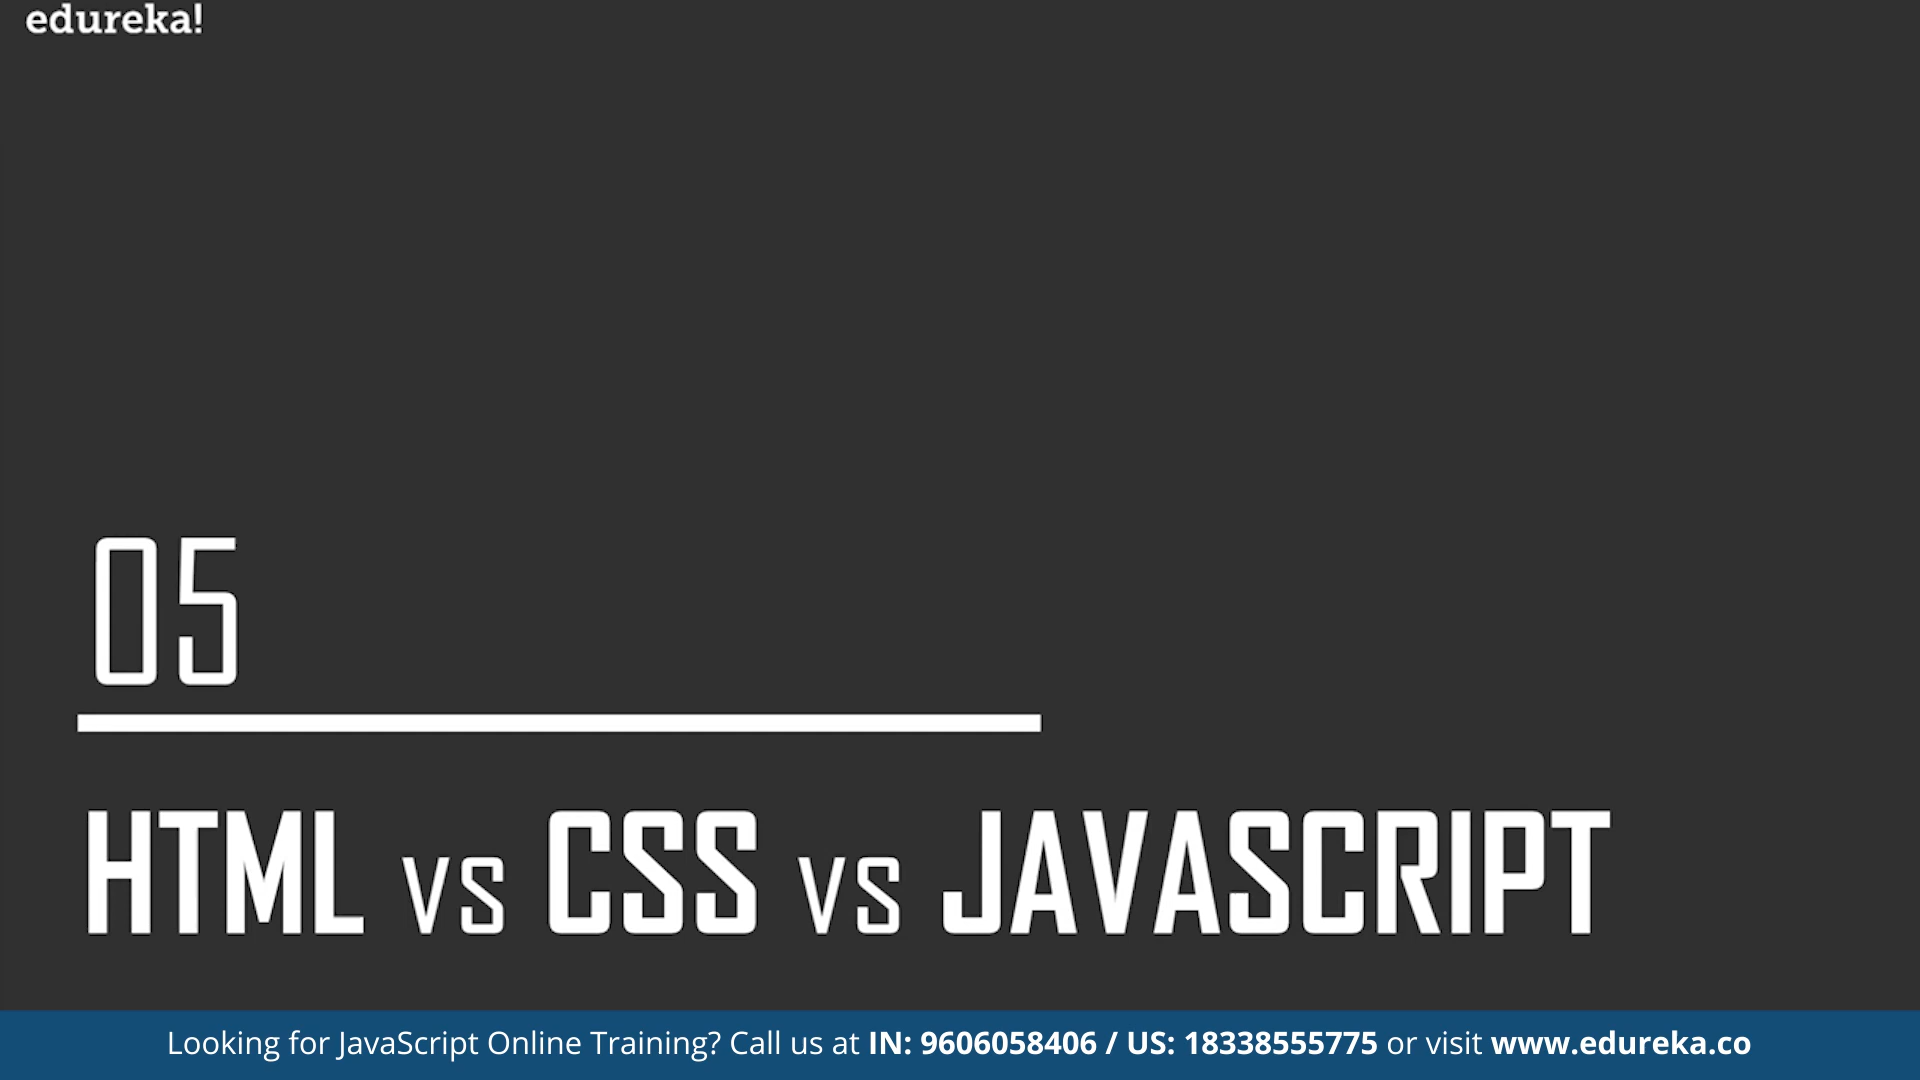 edureka!
05
HTML VS CSS VS JAVASCRIPT
Looking for JavaScript Online Training? Call us at IN: 9606058406 / US: 18338555775 or visit www.edureka.co